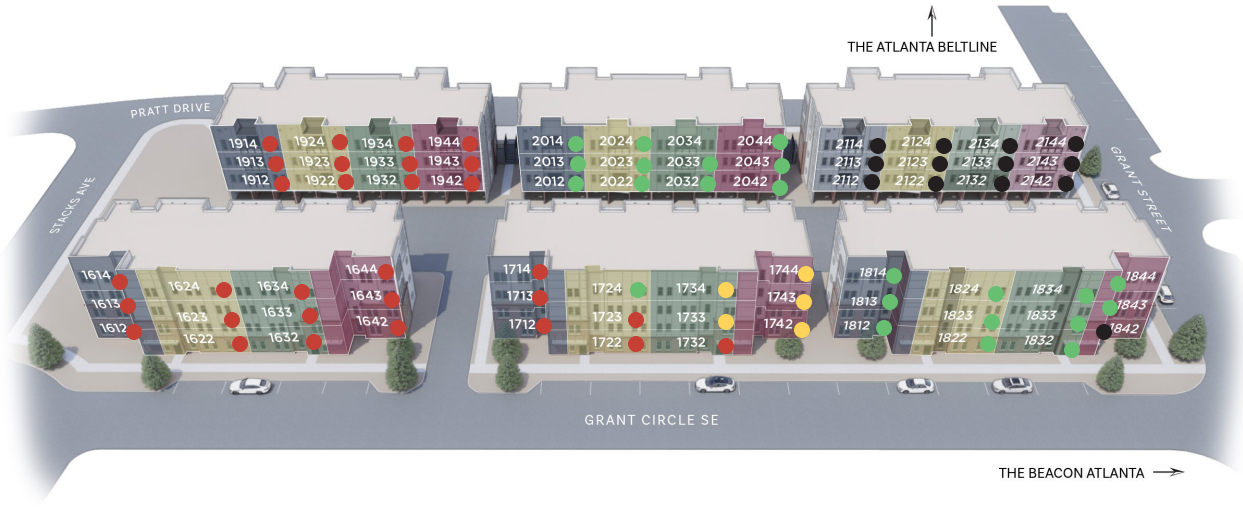 THE ATLANTA BELTLINE
PRATT DRIVE
STACKS AVE
GRANT STREET
1914 1924 1934 1944
1913 1923 1933 1943
1912 1922 1932 1942
2014 2024 2034 2044
2013 2023 2033 2043
2012 2022 2032 2042
2114 2124 2134 2144
2113 2123 2133 2143
2112 2122 2132 2142
1614 1624 1634 1644
1613 1623 1633 1643
1612 1622 1632 1642
1714 1724 1734 1744
1713 1723 1733 1743
1712 1722 1732 1742
1814 1824 1834 1844
1813 1823 1833 1843
1812 1822 1832 1842
GRANT CIRCLE SE
THE BEACON ATLANTA